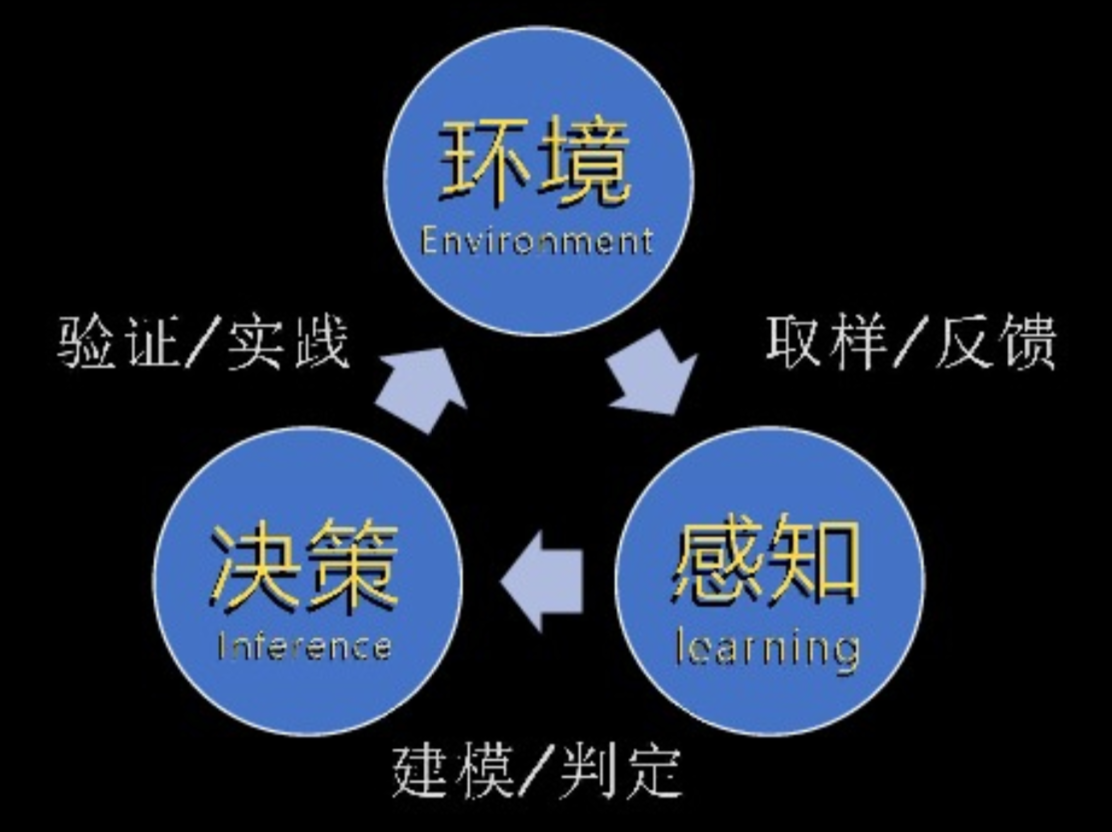 环境
Environment
验证/实践
取样/反馈
决策
Inference
感知
learning
建模/判定